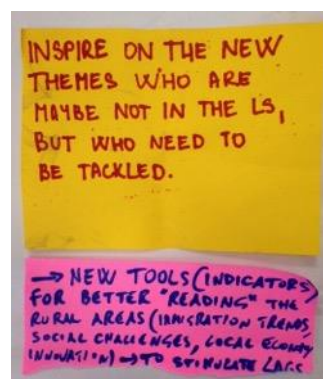 INSPIRE ON THE NEW
THEMES WHO ARE
MAYBE NOT IN THE LS,
BUT WHO NEED TO
BE TACKLED.
→ NEW TOOLS (INDICATORS)
FOR BETTER "READING" THE
RURAL AREAS (IMMIGRATION TRENDS,
SOCIAL CHALLENGES, LOCAL ECONOMY
INNOVATION) → TO STIMULATE LAGS